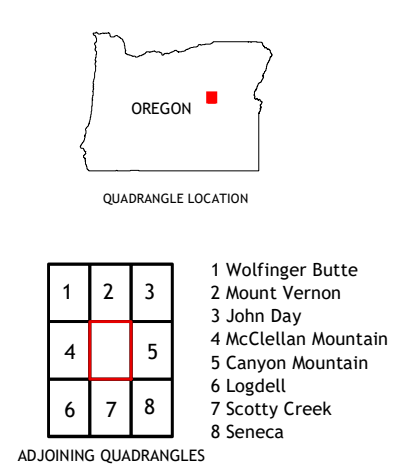 OREGON
QUADRANGLE LOCATION
1 2 3
4 5
6 7 8
1 Wolfinger Butte
2 Mount Vernon
3 John Day
4 McClellan Mountain
5 Canyon Mountain
6 Logdell
7 Scotty Creek
8 Seneca
ADJOINING QUADRANGLES